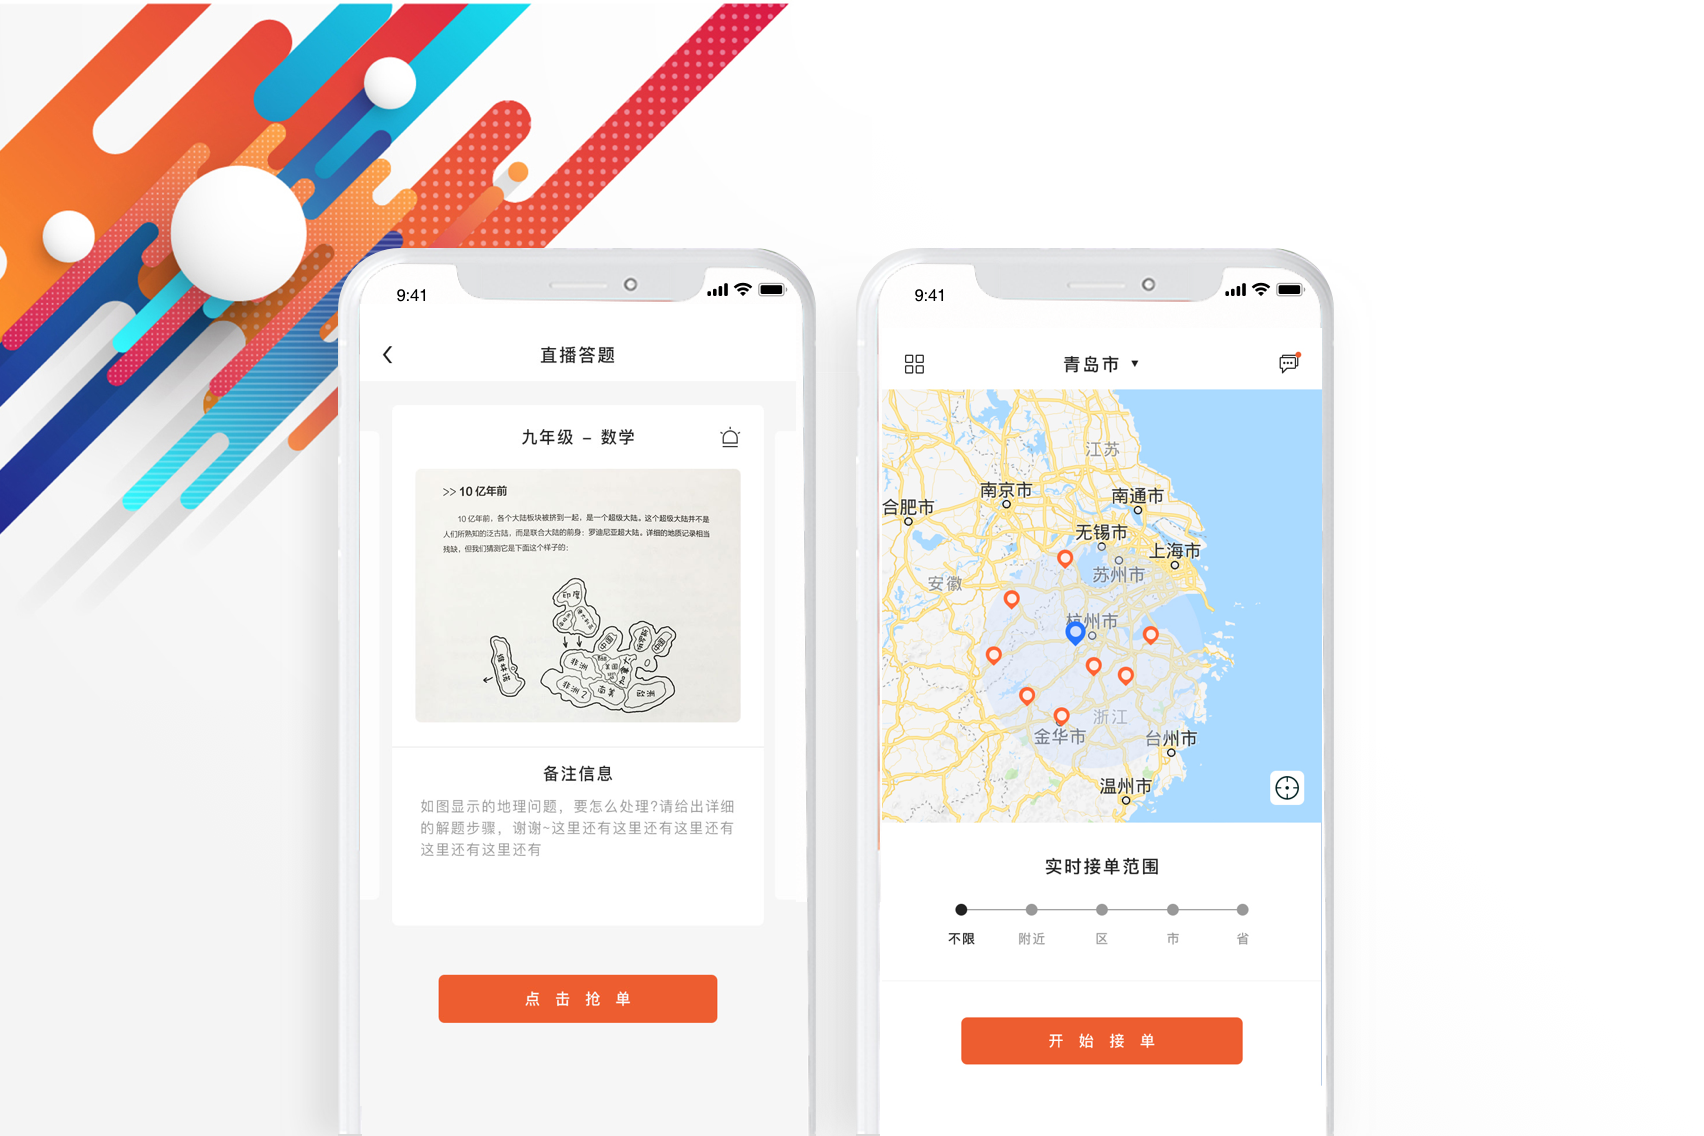 9:41
直播答题
九年级 – 数学
>> 10 亿年前
10 亿年前，各个大陆板块被挤到一起，是一个超级大陆。这个超级大陆并不是
人们所熟知的泛古陆，而是联合大陆的前身：罗迪尼亚超大陆。详细的地质记录相当
残缺，但我们猜测它是下面这个样子的：
印度
非洲
美国
非洲？
南美
备注信息
如图显示的地理问题，要怎么处理?请给出详细
的解题步骤，谢谢~这里还有这里还有这里还有
这里还有这里还有
点击抢单
9:41
青岛市 ▼
江苏
南京市
南通市
合肥市
无锡市
上海市
苏州市
安徽
杭州市
浙江
金华市
台州市
温州市
实时接单范围
不限 附近 区 市 省
开始接单